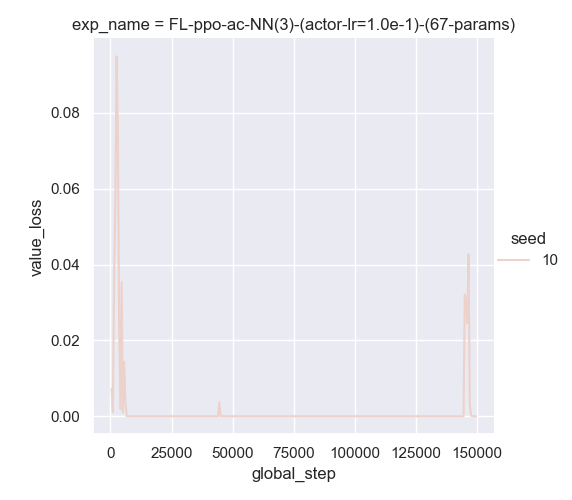 exp_name = FL-ppo-ac-NN(3)-(actor-lr=1.0e-1)-(67-params)
value_loss
0.08
0.06
0.04
0.02
0.00
0 25000 50000 75000 100000 125000 150000
global_step
seed
10